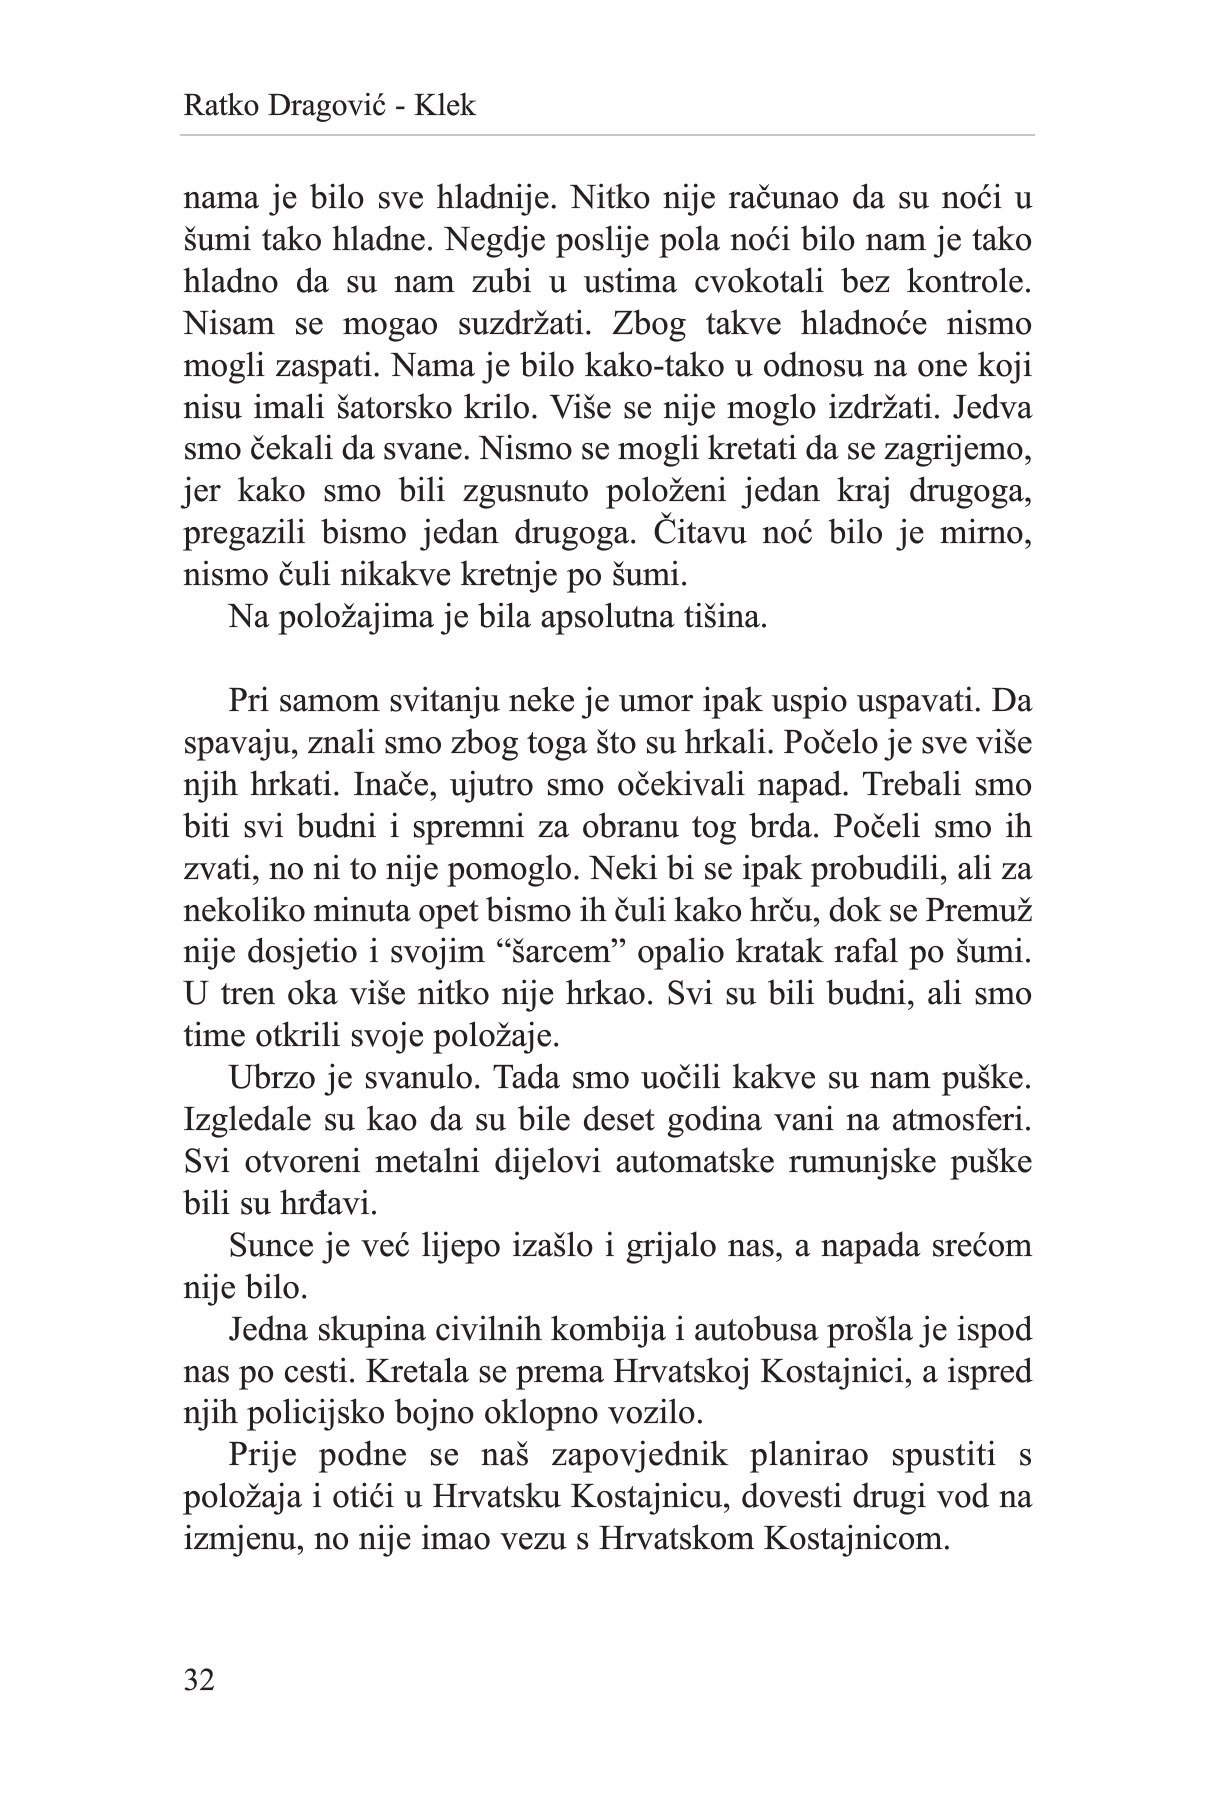 Ratko Dragović - Klek
nama je bilo sve hladnije. Nitko nije računao da su noći u
šumi tako hladne. Negdje poslije pola noći bilo nam je tako
hladno da su nam zubi u ustima cvokotali bez kontrole.
Nisam se mogao suzdržati. Zbog takve hladnoće nismo
mogli zaspati. Nama je bilo kako-tako u odnosu na one koji
nisu imali šatorsko krilo. Više se nije moglo izdržati. Jedva
smo čekali da svane. Nismo se mogli kretati da se zagrijemo,
jer kako smo bili zgusnuto položeni jedan kraj drugoga,
pregazili bismo jedan drugoga. Čitavu noć bilo je mirno,
nismo čuli nikakve kretnje po šumi.
Na položajima je bila apsolutna tišina.
Pri samom svitanju neke je umor ipak uspio uspavati. Da
spavaju, znali smo zbog toga što su hrkali. Počelo je sve više
njih hrkati. Inače, ujutro smo očekivali napad. Trebali smo
biti svi budni i spremni za obranu tog brda. Počeli smo ih
zvati, no ni to nije pomoglo. Neki bi se ipak probudili, ali za
nekoliko minuta opet bismo ih čuli kako hrču, dok se Premuž
nije dosjetio i svojim “šarcem” opalio kratak rafal po šumi.
U tren oka više nitko nije hrkao. Svi su bili budni, ali smo
time otkrili svoje položaje.
Ubrzo je svanulo. Tada smo uočili kakve su nam puške.
Izgledale su kao da su bile deset godina vani na atmosferi.
Svi otvoreni metalni dijelovi automatske rumunjske puške
bili su hrđavi.
Sunce je već lijepo izašlo i grijalo nas, a napada srećom
nije bilo.
Jedna skupina civilnih kombija i autobusa prošla je ispod
nas po cesti. Kretala se prema Hrvatskoj Kostajnici, a ispred
njih policijsko bojno oklopno vozilo.
Prije podne se naš zapovjednik planirao spustiti s
položaja i otići u Hrvatsku Kostajnicu, dovesti drugi vod na
izmjenu, no nije imao vezu s Hrvatskom Kostajnicom.
32